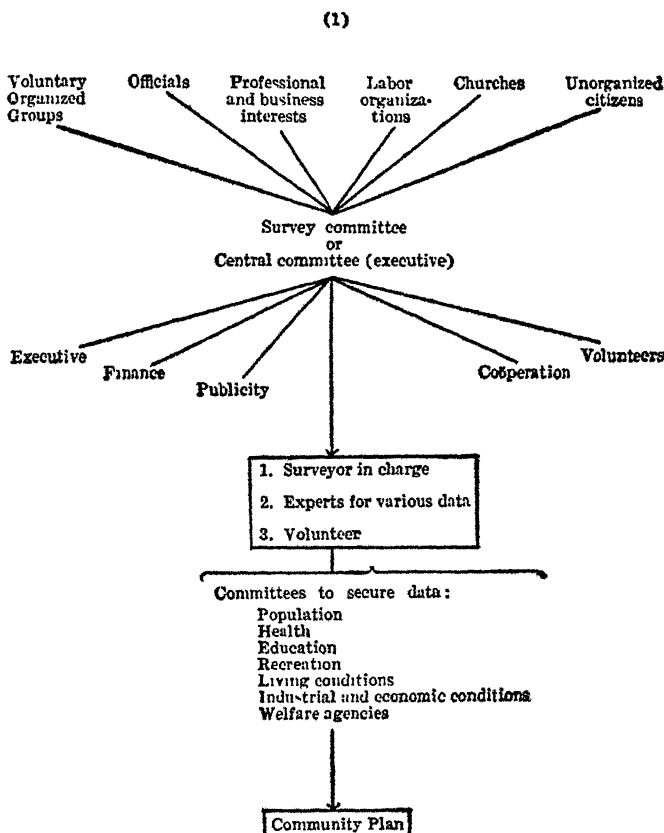 (1)
Voluntary
Organized
Groups
Officials
Professional
and business
interests
Labor
organiza-
tions
Churches
Unorganized
citizens
Survey committee
or
Central committee (executive)
Executive
Finance
Publicity
Coöperation
Volunteers
1. Surveyor in charge
2. Experts for various data
3. Volunteer
Committees to secure data:
Population
Health
Education
Recreation
Living conditions
Industrial and economic conditions
Welfare agencies
Community Plan